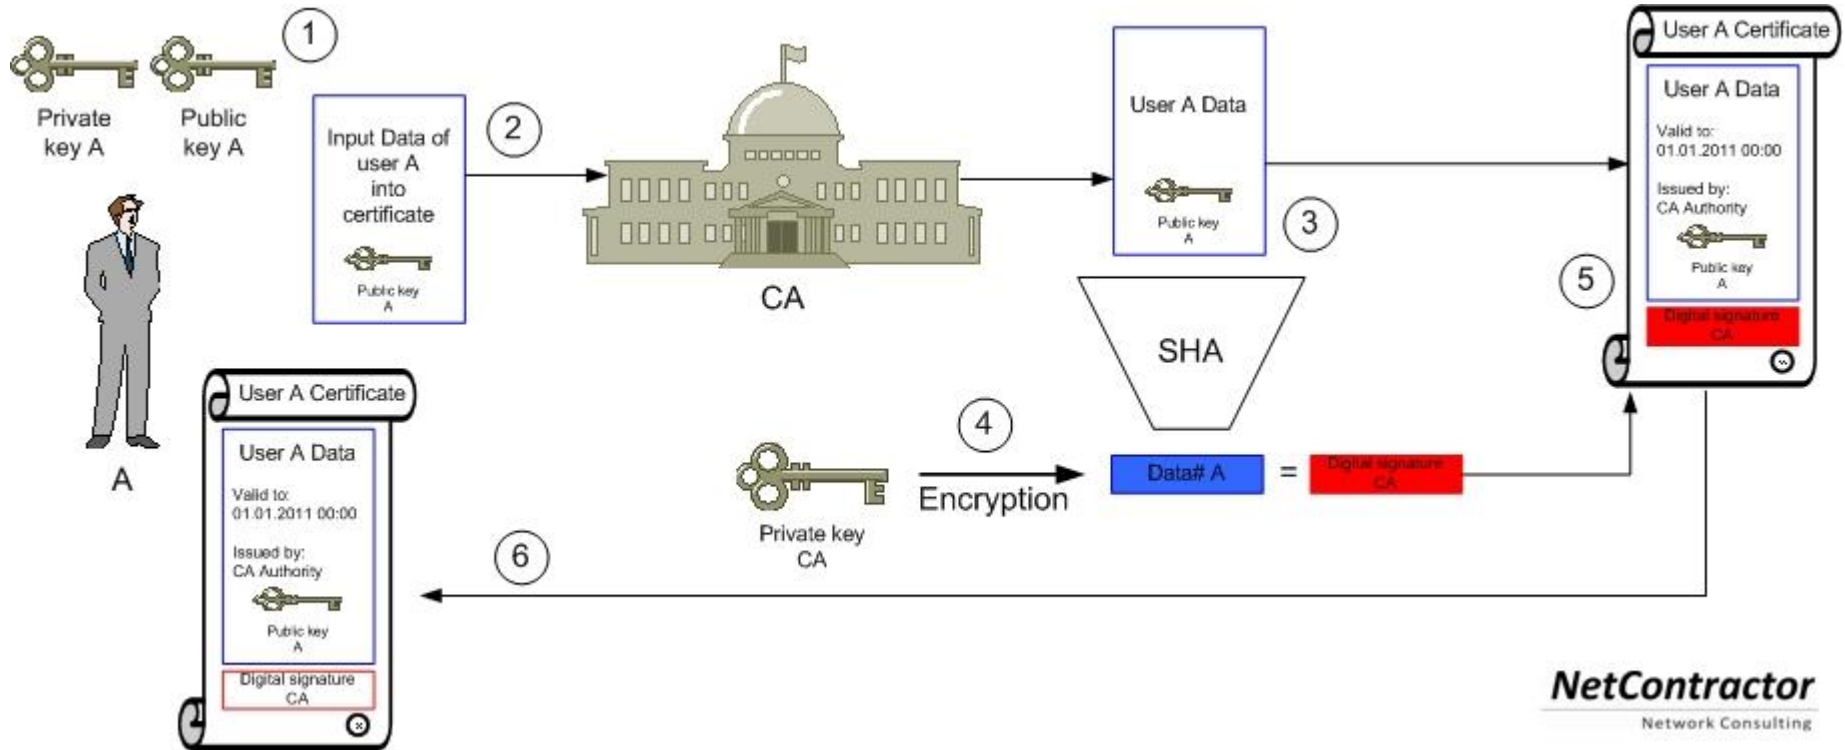 1
Private
key A
Public
key A
Input Data of
user A
into
certificate
Public key
A
2
CA
User A Data
Public key
A
3
User A Certificate
User A Data
Valid to:
01.01.2011 00:00
Issued by:
CA Authority
Public key
A
Digital signature
CA
5
SHA
A
4
Encryption
Private key
CA
Data# A
=
Digital signature
CA
6
User A Certificate
User A Data
Valid to:
01.01.2011 00:00
Issued by:
CA Authority
Public key
A
Digital signature
CA
NetContractor
Network Consulting